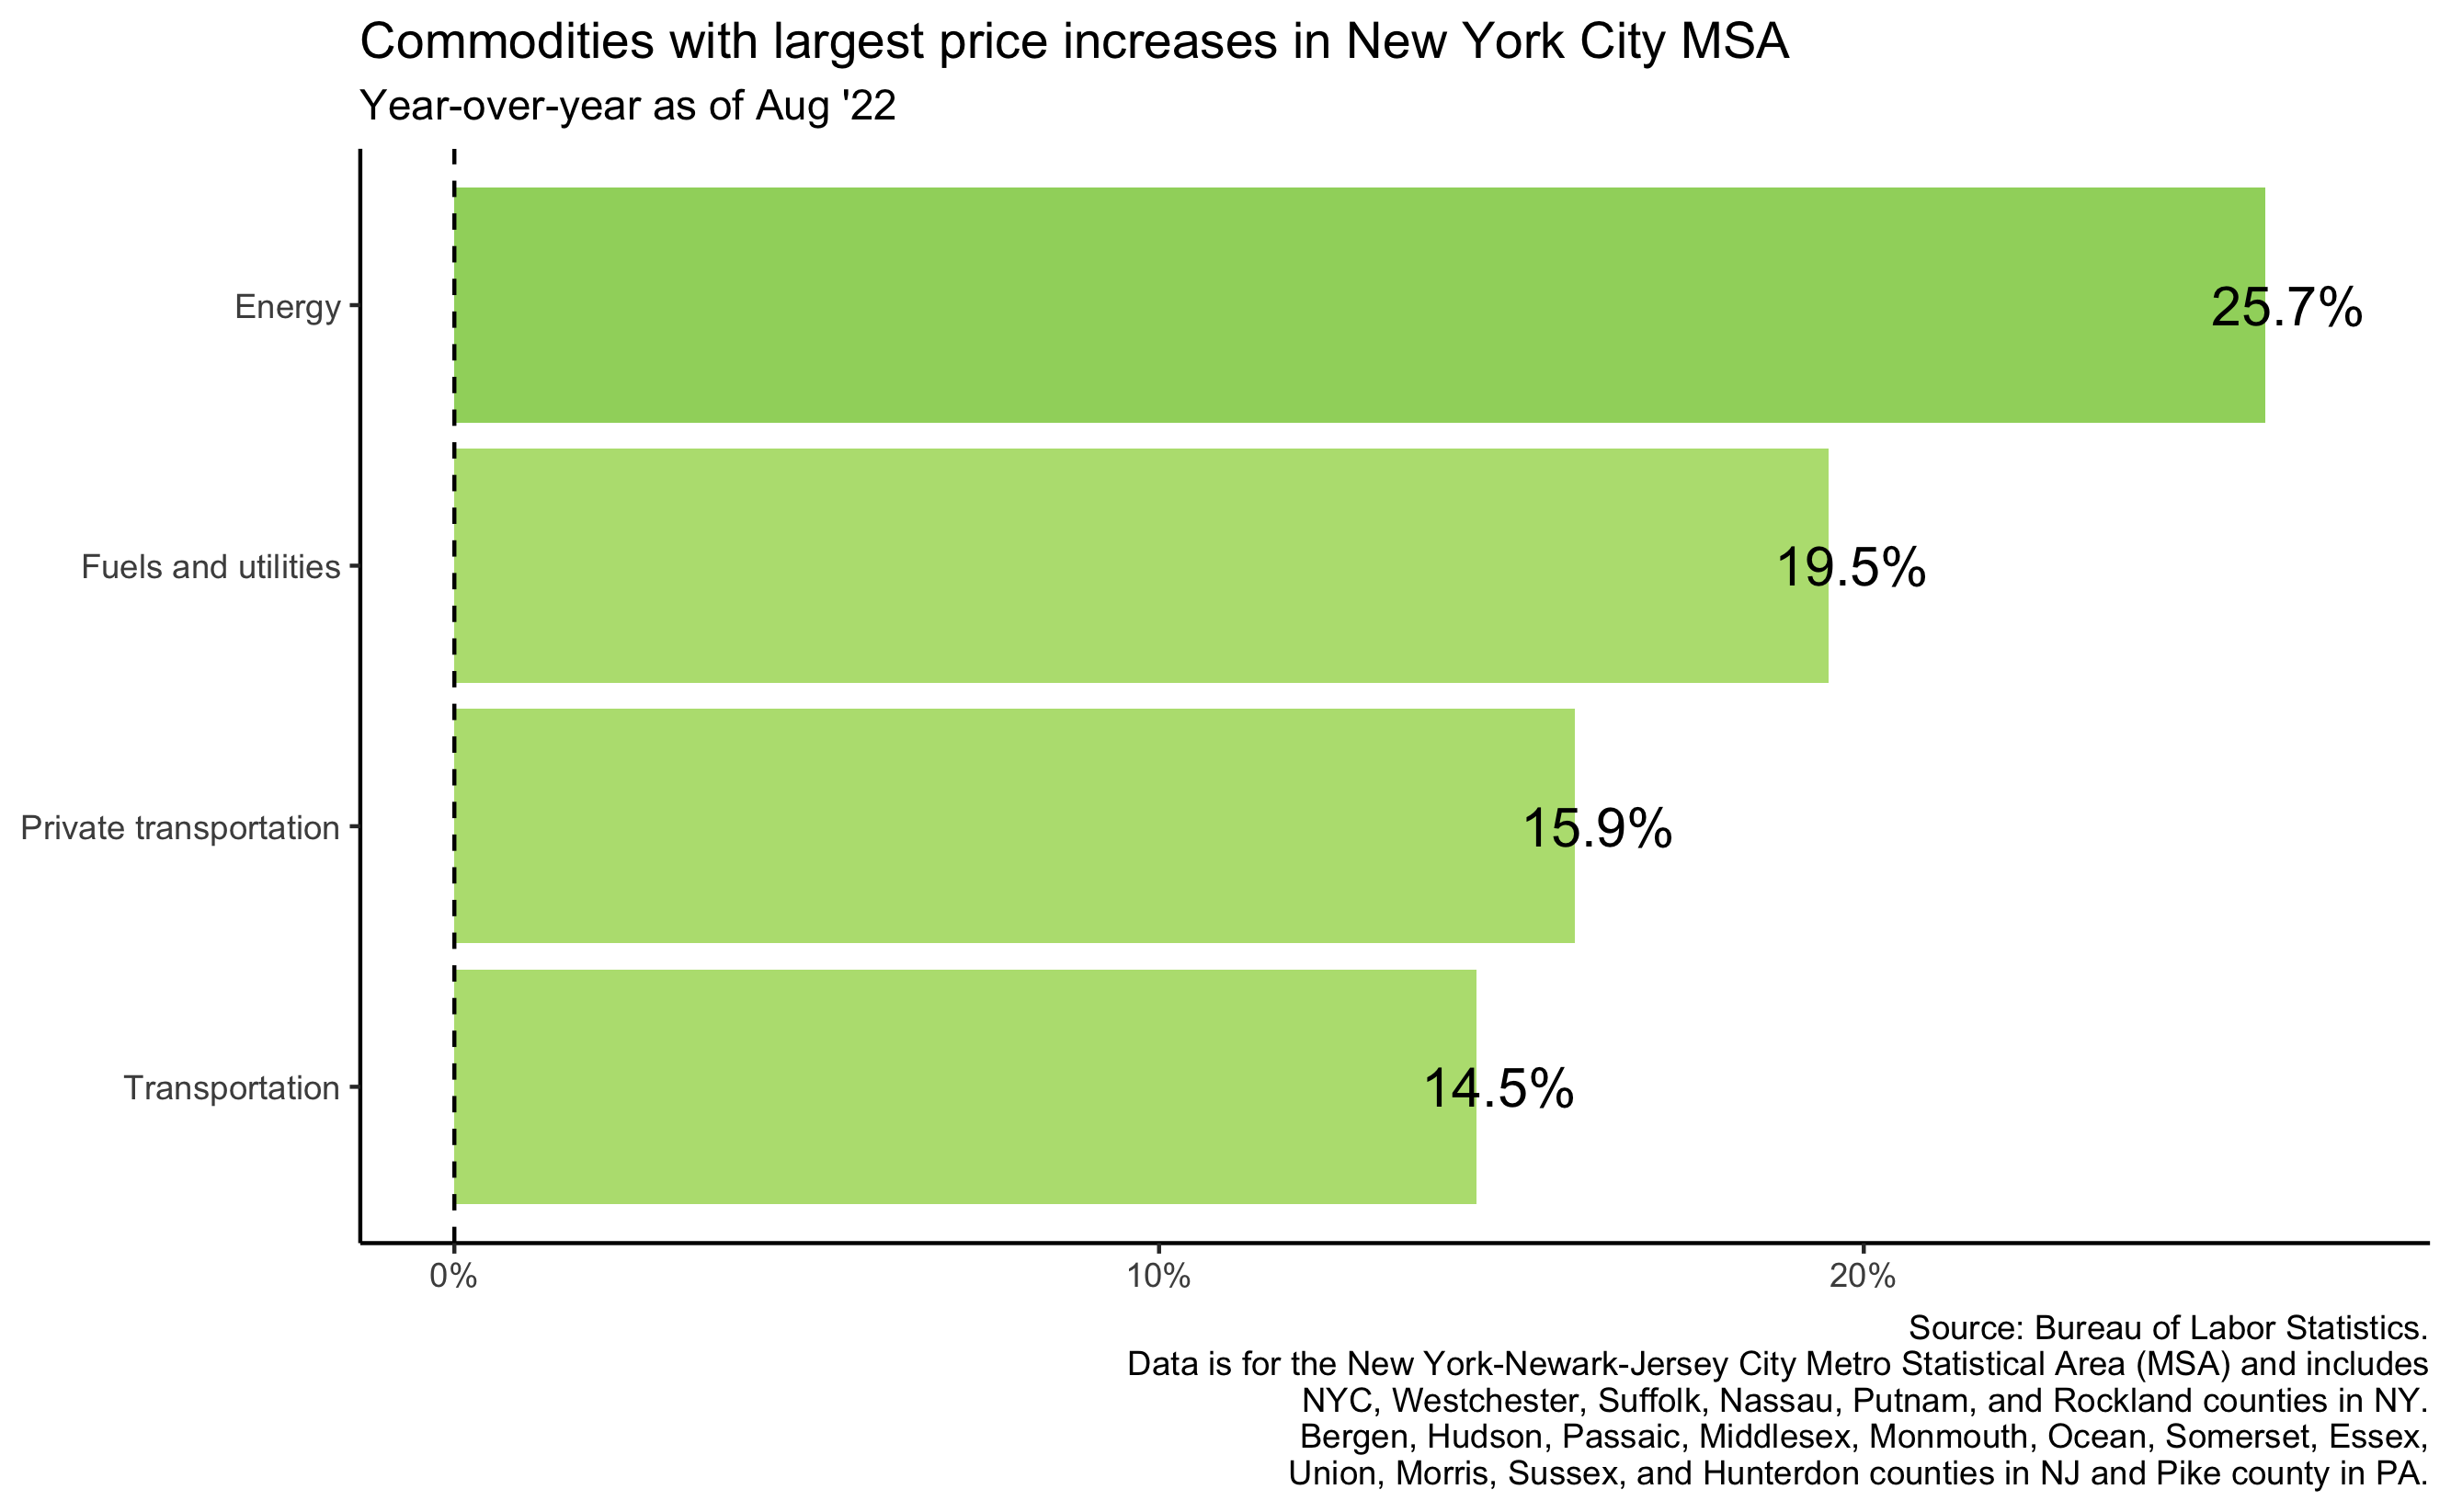 Commodities with largest price increases in New York City MSA
Year-over-year as of Aug '22
Energy
25.7%
Fuels and utilities
19.5%
Private transportation
15.9%
Transportation
14.5%
0%
10%
20%
Source: Bureau of Labor Statistics.
Data is for the New York-Newark-Jersey City Metro Statistical Area (MSA) and includes
NYC, Westchester, Suffolk, Nassau, Putnam, and Rockland counties in NY.
Bergen, Hudson, Passaic, Middlesex, Monmouth, Ocean, Somerset, Essex,
Union, Morris, Sussex, and Hunterdon counties in NJ and Pike county in PA.